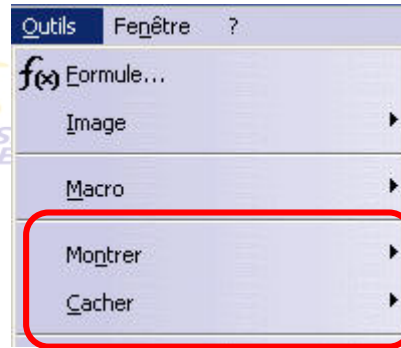 Outils Fenêtre ?
f(x) Formule...
Image
Macro
Montrer
Cacher